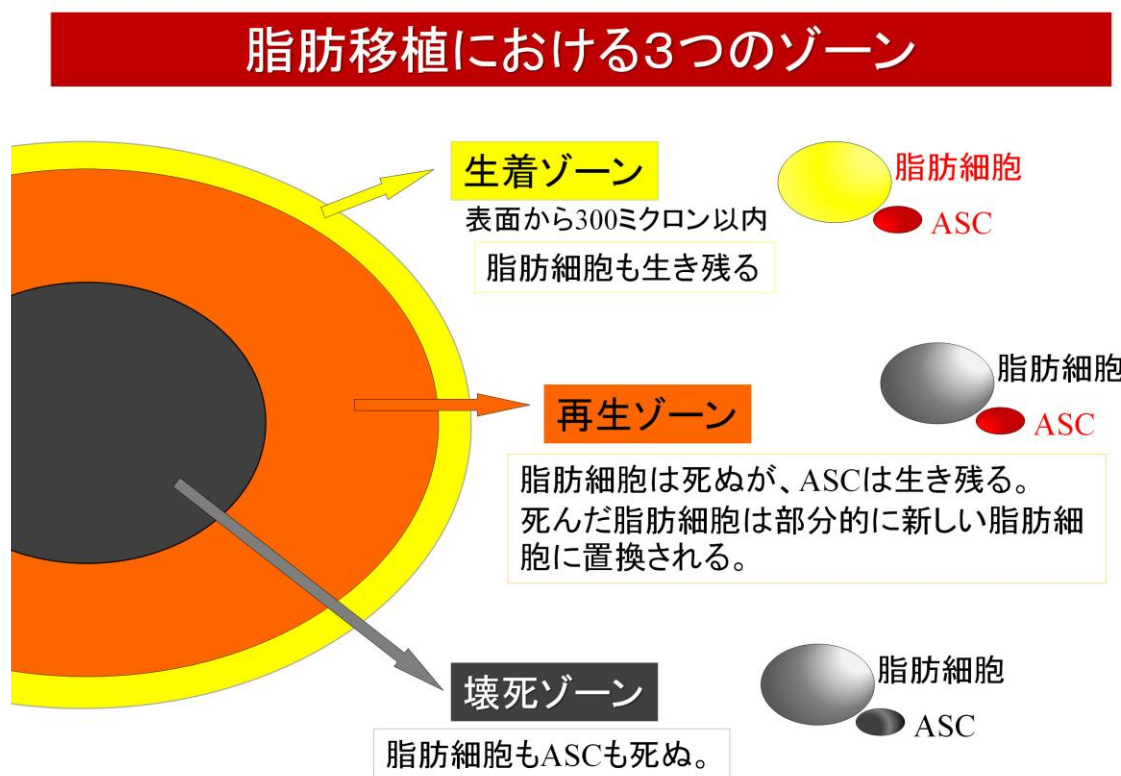 脂肪移植における３つのゾーン
生着ゾーン
表面から300ミクロン以内
脂肪細胞も生き残る
脂肪細胞
ASC
再生ゾーン
脂肪細胞は死ぬが、ASCは生き残る。
死んだ脂肪細胞は部分的に新しい脂肪細
胞に置換される。
脂肪細胞
ASC
壊死ゾーン
脂肪細胞もASCも死ぬ。
脂肪細胞
ASC